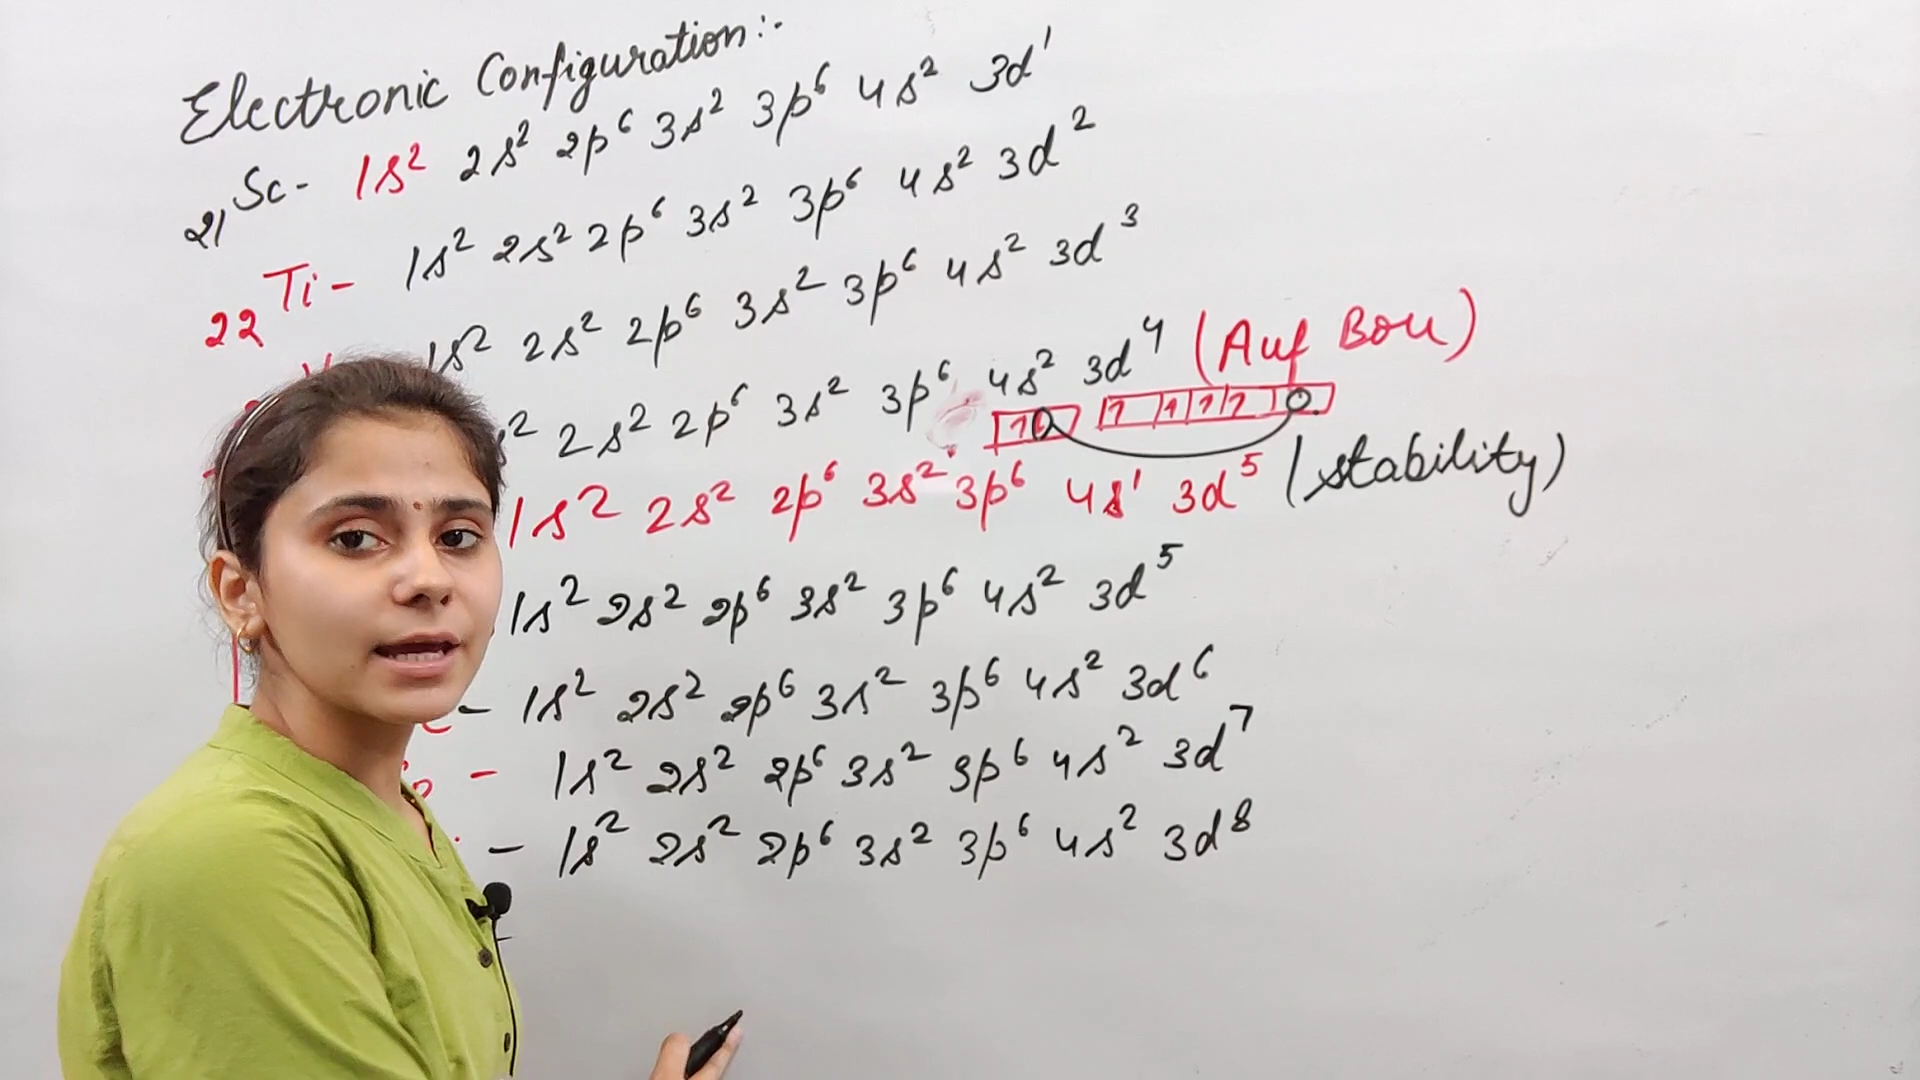 Electronic Configuration:-
21Sc- 1s² 2s² 2p⁶ 3s² 3p⁶ 4s² 3d¹
22Ti- 1s² 2s² 2p⁶ 3s² 3p⁶ 4s² 3d²
1s² 2s² 2p⁶ 3s² 3p⁶ 4s² 3d³
s² 2s² 2p⁶ 3s² 3p⁶ 4s² 3d⁴ (Auf Bou)
1s² 2s² 2p⁶ 3s² 3p⁶ 4s¹ 3d⁵ (stability)
1s² 2s² 2p⁶ 3s² 3p⁶ 4s² 3d⁵
- 1s² 2s² 2p⁶ 3s² 3p⁶ 4s² 3d⁶
- 1s² 2s² 2p⁶ 3s² 3p⁶ 4s² 3d⁷
- 1s² 2s² 2p⁶ 3s² 3p⁶ 4s² 3d⁸